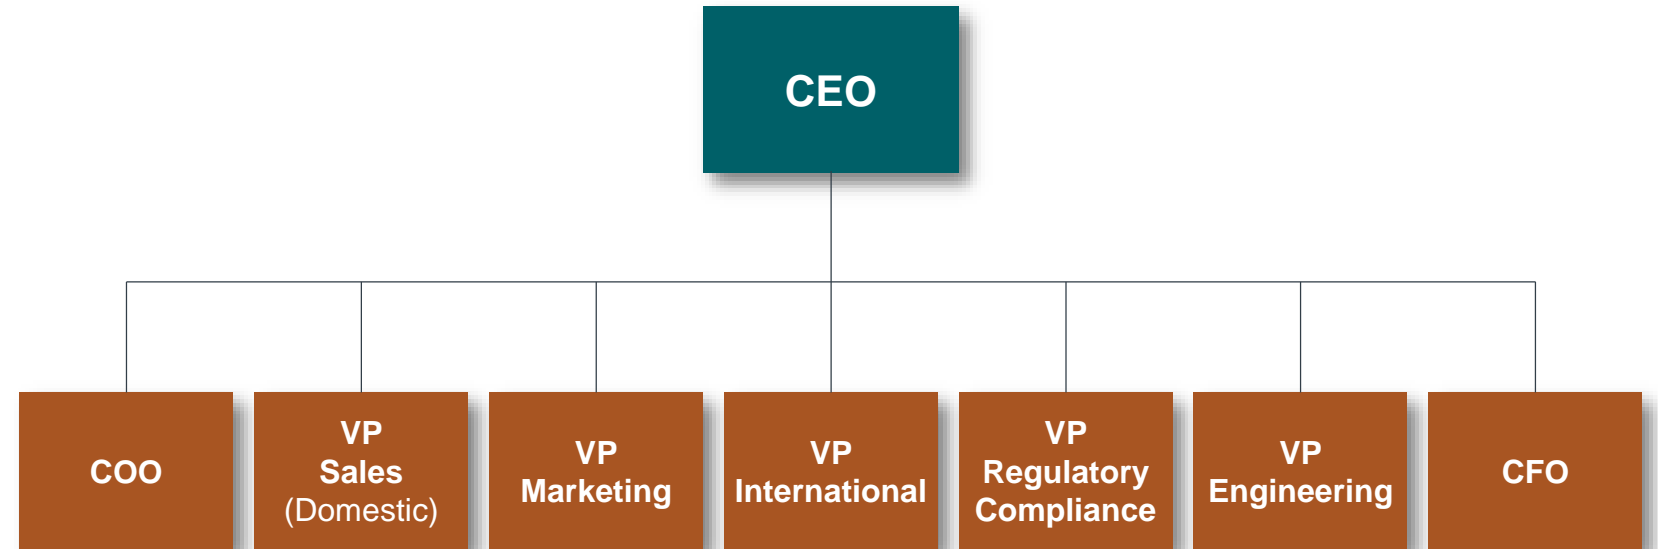 CEO
COO
VP
Sales
(Domestic)
VP
Marketing
VP
International
VP
Regulatory
Compliance
VP
Engineering
CFO